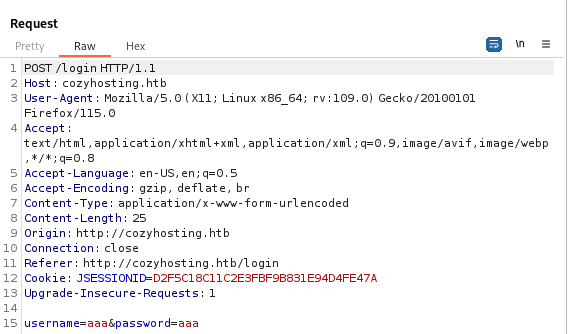 Request
Pretty Raw Hex \n
1 POST /login HTTP/1.1
2 Host: cozyhosting.htb
3 User-Agent: Mozilla/5.0 (X11; Linux x86_64; rv:109.0) Gecko/20100101
Firefox/115.0
4 Accept:
text/html,application/xhtml+xml,application/xml;q=0.9,image/avif,image/webp
,*/*;q=0.8
5 Accept-Language: en-US,en;q=0.5
6 Accept-Encoding: gzip, deflate, br
7 Content-Type: application/x-www-form-urlencoded
8 Content-Length: 25
9 Origin: http://cozyhosting.htb
10 Connection: close
11 Referer: http://cozyhosting.htb/login
12 Cookie: JSESSIONID=D2F5C18C11C2E3FBF9B831E94D4FE47A
13 Upgrade-Insecure-Requests: 1
14
15 username=aaa&password=aaa